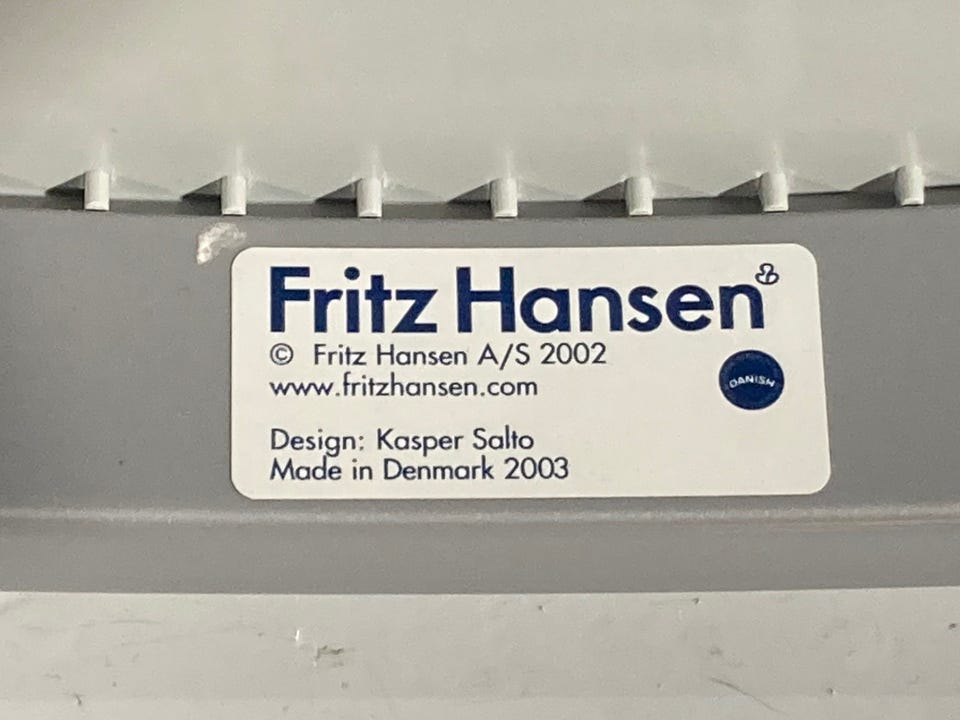 Fritz Hansen
© Fritz Hansen A/S 2002
www.fritzhansen.com
DANISH
Design: Kasper Salto
Made in Denmark 2003